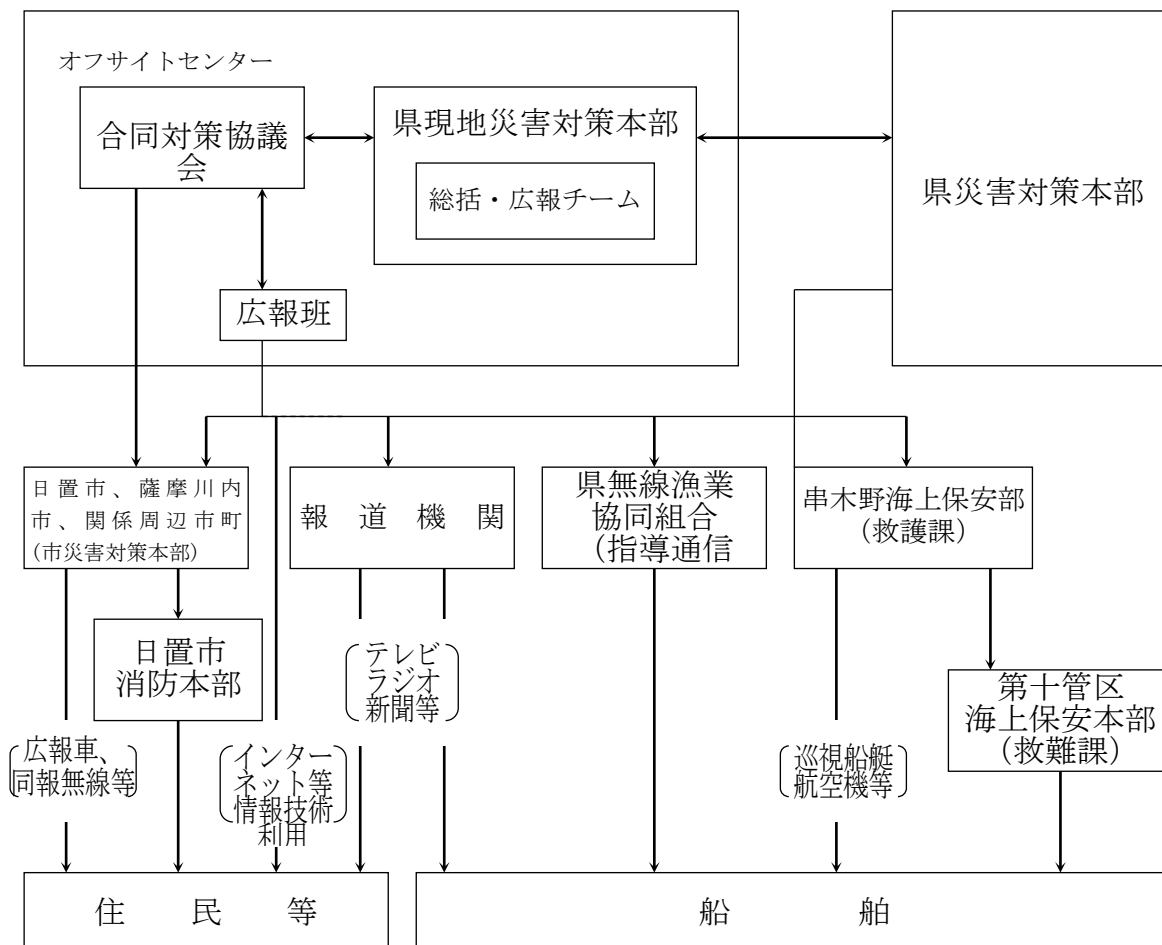 オフサイトセンター
合同対策協議
会
県現地災害対策本部
総括・広報チーム
県災害対策本部
広報班
日置市、薩摩川内
市、関係周辺市町
(市災害対策本部)
報道機関
県無線漁業
協同組合
(指導通信
串木野海上保安部
(救護課)
日置市
消防本部
テレビ
ラジオ
新聞等
第十管区
海上保安本部
(救難課)
広報車、
同報無線等
インター
ネット等
情報技術
利用
巡視船艇
航空機等
住民等
船舶